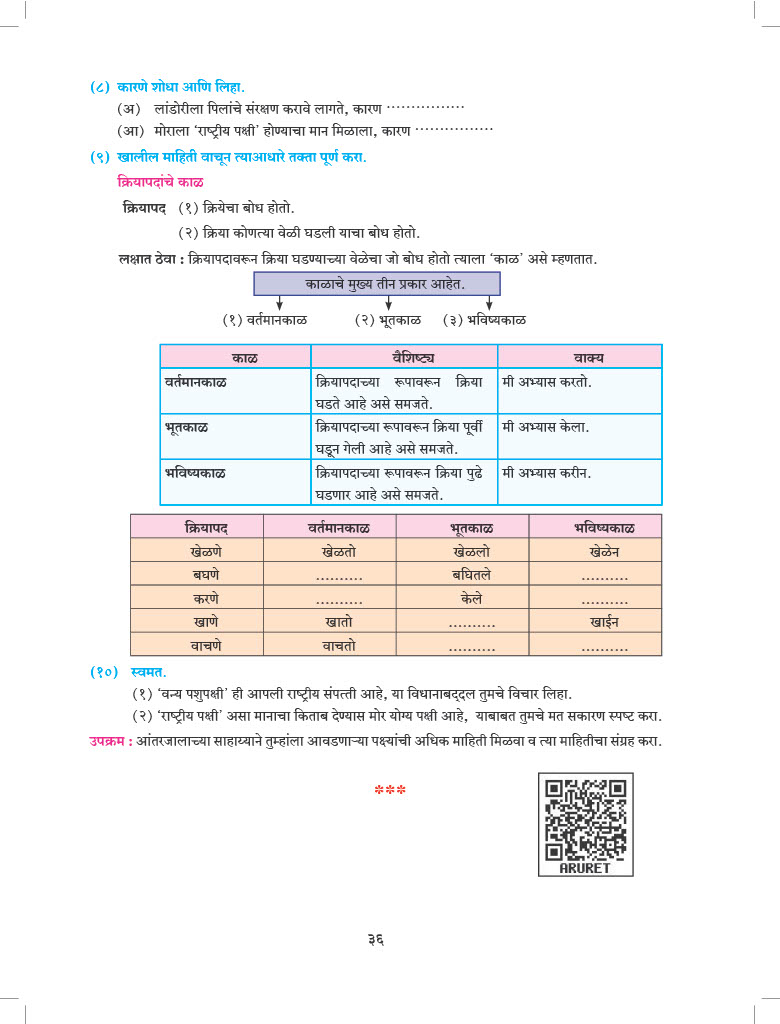 (८) कारणे शोधा आणि लिहा.
(अ) लांडोरीला पिलांचे संरक्षण करावे लागते, कारण ................
(आ) मोराला ‘राष्ट्रीय पक्षी’ होण्याचा मान मिळाला, कारण ................
(९) खालील माहिती वाचून त्याआधारे तक्ता पूर्ण करा.
क्रियापदांचे काळ
क्रियापद (१) क्रियेचा बोध होतो.
(२) क्रिया कोणत्या वेळी घडली याचा बोध होतो.
लक्षात ठेवा : क्रियापदावरून क्रिया घडण्याच्या वेळेचा जो बोध होतो त्याला ‘काळ’ असे म्हणतात.
काळाचे मुख्य तीन प्रकार आहेत.
(१) वर्तमानकाळ (२) भूतकाळ (३) भविष्यकाळ
काळ वैशिष्ट्य वाक्य
वर्तमानकाळ क्रियापदाच्या रूपावरून क्रिया मी अभ्यास करतो.
घडते आहे असे समजते.
भूतकाळ क्रियापदाच्या रूपावरून क्रिया पूर्वी मी अभ्यास केला.
घडून गेली आहे असे समजते.
भविष्यकाळ क्रियापदाच्या रूपावरून क्रिया पुढे मी अभ्यास करीन.
घडणार आहे असे समजते.
क्रियापद वर्तमानकाळ भूतकाळ भविष्यकाळ
खेळणे खेळतो खेळलो खेळेन
बघणे .......... बघितले ..........
करणे .......... केले ..........
खाणे खातो .......... खाईन
वाचणे वाचतो .......... ..........
(१०) स्वमत.
(१) ‘वन्य पशुपक्षी’ ही आपली राष्ट्रीय संपत्ती आहे, या विधानाबद्दल तुमचे विचार लिहा.
(२) ‘राष्ट्रीय पक्षी’ असा मानाचा किताब देण्यास मोर योग्य पक्षी आहे, याबाबत तुमचे मत सकारण स्पष्ट करा.
उपक्रम : आंतरजालाच्या साहाय्याने तुम्हांला आवडणाऱ्या पक्ष्यांची अधिक माहिती मिळवा व त्या माहितीचा संग्रह करा.
***
ARURET
३६